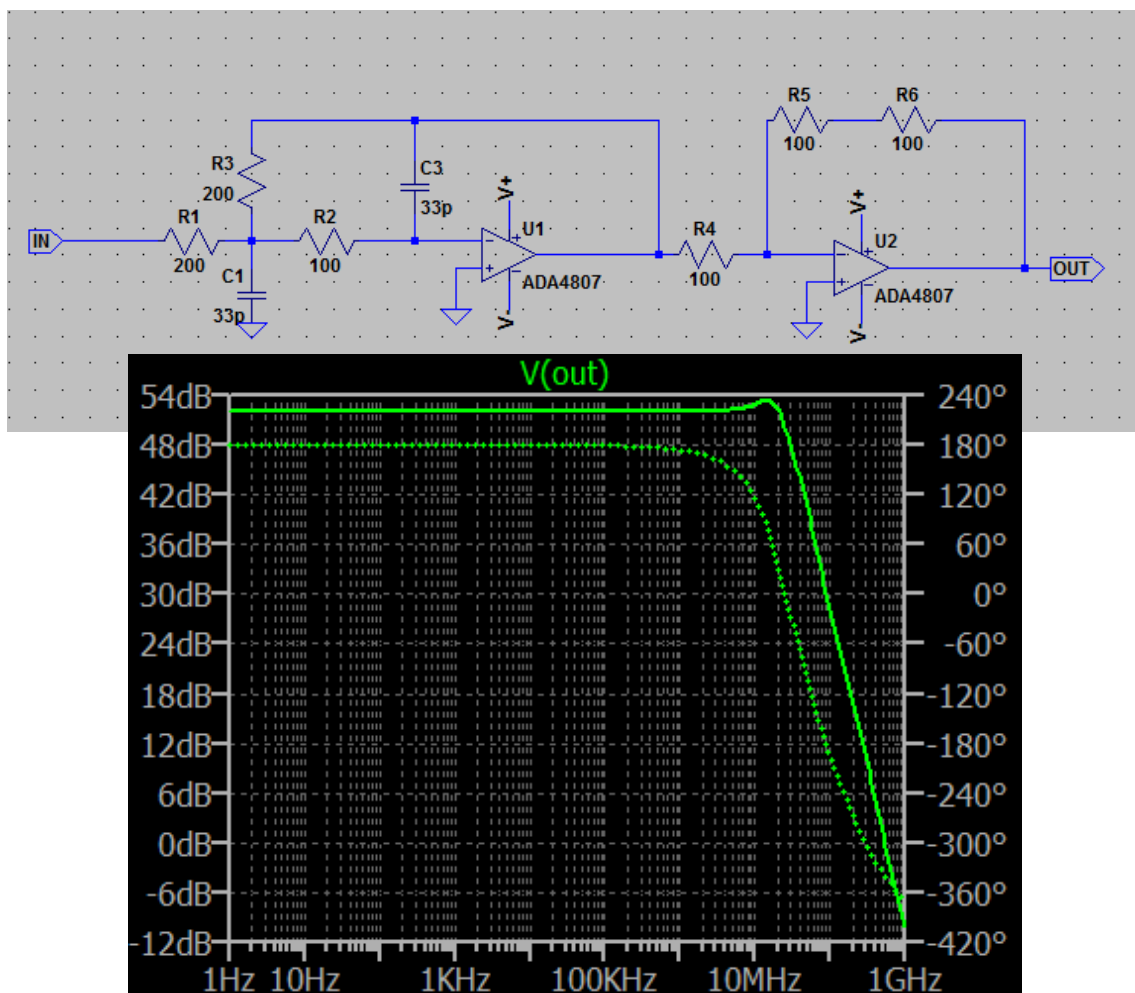 R5 R6
100 100
R3
200
C3
33p
V+
V+
R1
200
R2
100
U1
R4
100
U2
IN
C1
33p
ADA4807
ADA4807
OUT
V-
V-
V(out)
54dB 240°
48dB 180°
42dB 120°
36dB 60°
30dB 0°
24dB -60°
18dB -120°
12dB -180°
6dB -240°
0dB -300°
-6dB -360°
-12dB -420°
1Hz 10Hz 1KHz 100KHz 10MHz 1GHz